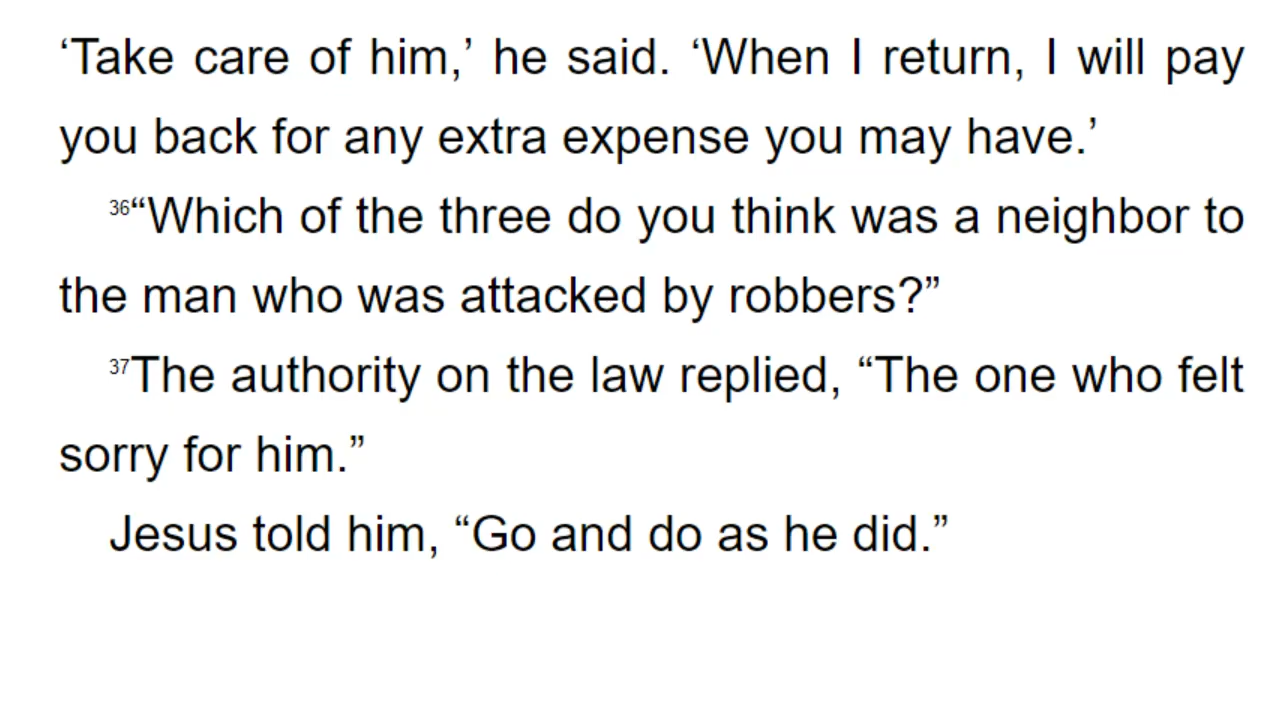 ‘Take care of him,’ he said. ‘When I return, I will pay
you back for any extra expense you may have.’
36“Which of the three do you think was a neighbor to
the man who was attacked by robbers?”
37The authority on the law replied, “The one who felt
sorry for him.”
Jesus told him, “Go and do as he did.”